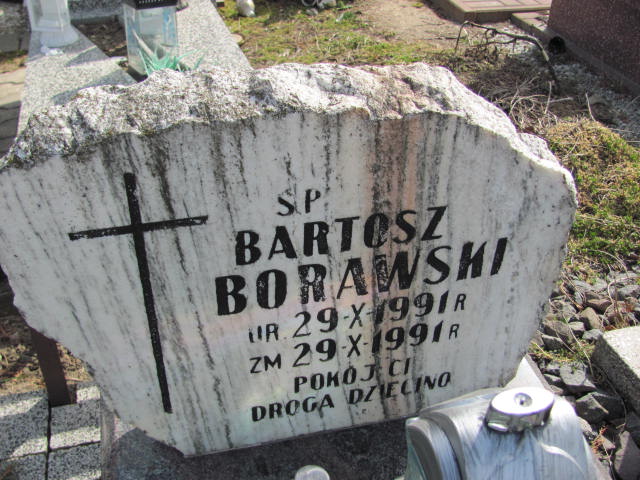 SP
BARTOSZ
BORAWSKI
UR 29-X-1991 R
ZM 29-X-1991 R
POKÓJ CI
DROGA DZIECINO